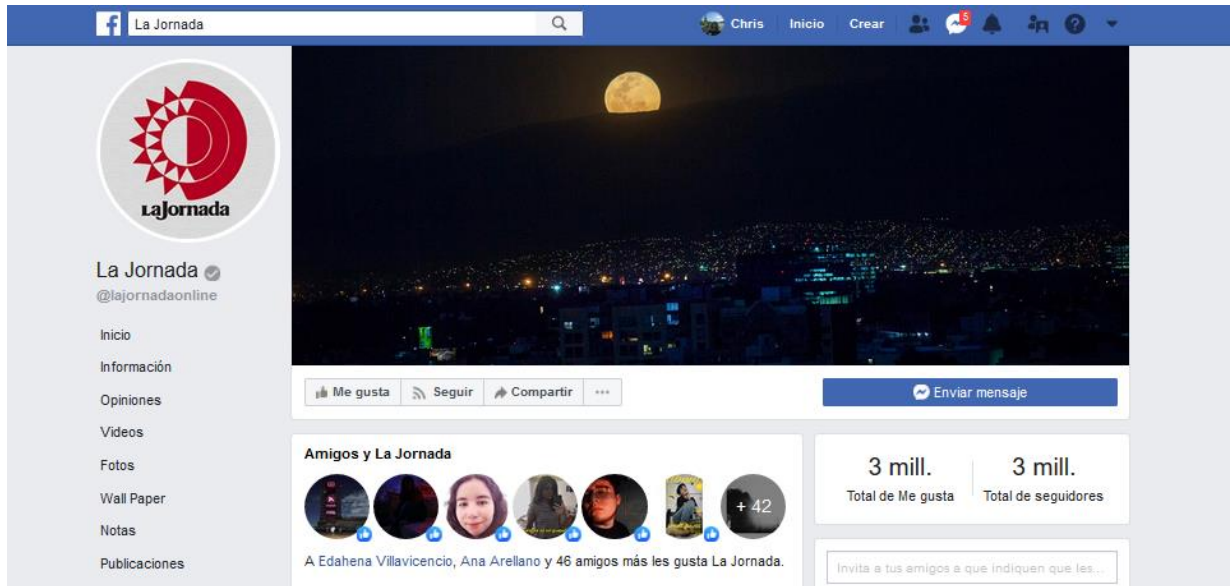 La Jornada
Chris Inicio Crear 5
LaJornada
La Jornada
@lajornadaonline
Inicio
Información
Opiniones
Videos
Fotos
Wall Paper
Notas
Publicaciones
Me gusta Seguir Compartir ...
Enviar mensaje
Amigos y La Jornada
+ 42
A Edahena Villavicencio, Ana Arellano y 46 amigos más les gusta La Jornada.
3 mill. 3 mill.
Total de Me gusta Total de seguidores
Invita a tus amigos a que indiquen que les...